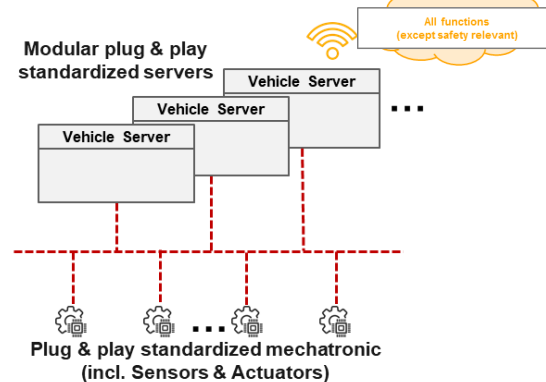 All functions
(except safety relevant)
Modular plug & play
standardized servers
Vehicle Server
Vehicle Server
Vehicle Server
...
...
Plug & play standardized mechatronic
(incl. Sensors & Actuators)